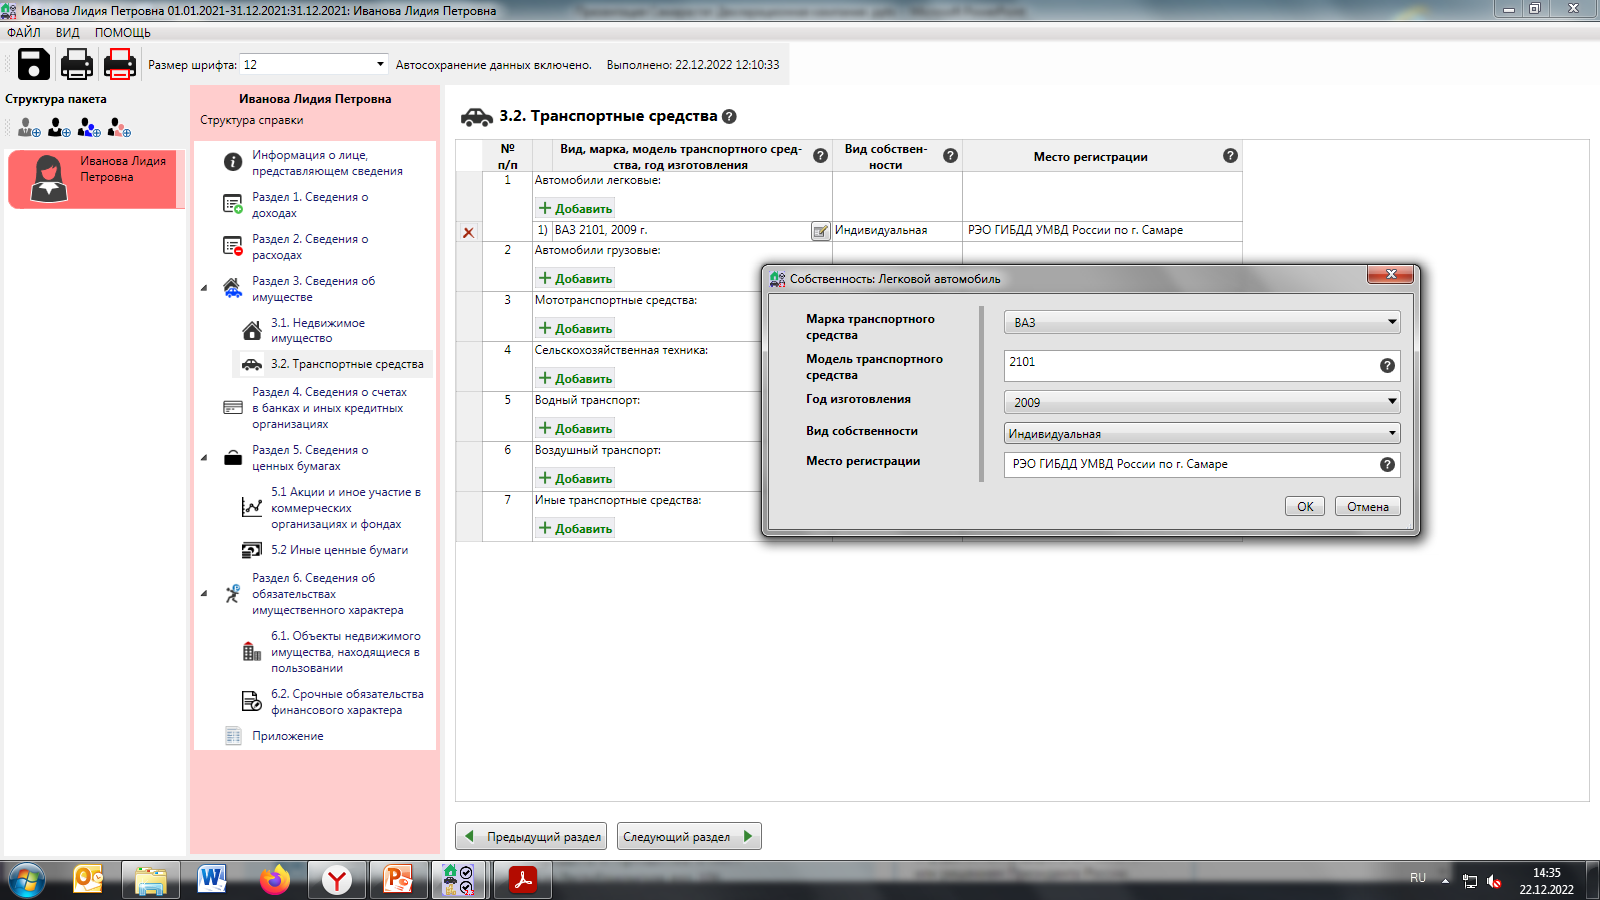 Иванова Лидия Петровна 01.01.2021-31.12.2021:31.12.2021: Иванова Лидия Петровна
ФАЙЛ ВИД ПОМОЩЬ
Размер шрифта: 12 Автосохранение данных включено. Выполнено: 22.12.2022 12:10:33
Структура пакета
Иванова Лидия
Петровна
Иванова Лидия Петровна
Структура справки
Информация о лице,
представляющем сведения
Раздел 1. Сведения о
доходах
Раздел 2. Сведения о
расходах
Раздел 3. Сведения об
имуществе
3.1. Недвижимое
имущество
3.2. Транспортные средства
Раздел 4. Сведения о счетах
в банках и иных кредитных
организациях
Раздел 5. Сведения о
ценных бумагах
5.1 Акции и иное участие в
коммерческих
организациях и фондах
5.2 Иные ценные бумаги
Раздел 6. Сведения об
обязательствах
имущественного характера
6.1. Объекты недвижимого
имущества, находящиеся в
пользовании
6.2. Срочные обязательства
финансового характера
Приложение
3.2. Транспортные средства
№
п/п
Вид, марка, модель транспортного сред-
ства, год изготовления
Вид собствен-
ности
Место регистрации
1 Автомобили легковые:
Добавить
1) ВАЗ 2101, 2009 г. Индивидуальная РЭО ГИБДД УМВД России по г. Самаре
2 Автомобили грузовые:
Добавить
3 Мототранспортные средства:
Добавить
4 Сельскохозяйственная техника:
Добавить
5 Водный транспорт:
Добавить
6 Воздушный транспорт:
Добавить
7 Иные транспортные средства:
Добавить
Собственность: Легковой автомобиль
Марка транспортного
средства
ВАЗ
Модель транспортного
средства
2101
Год изготовления 2009
Вид собственности Индивидуальная
Место регистрации РЭО ГИБДД УМВД России по г. Самаре
ОК Отмена
Предыдущий раздел Следующий раздел
RU 14:35
22.12.2022